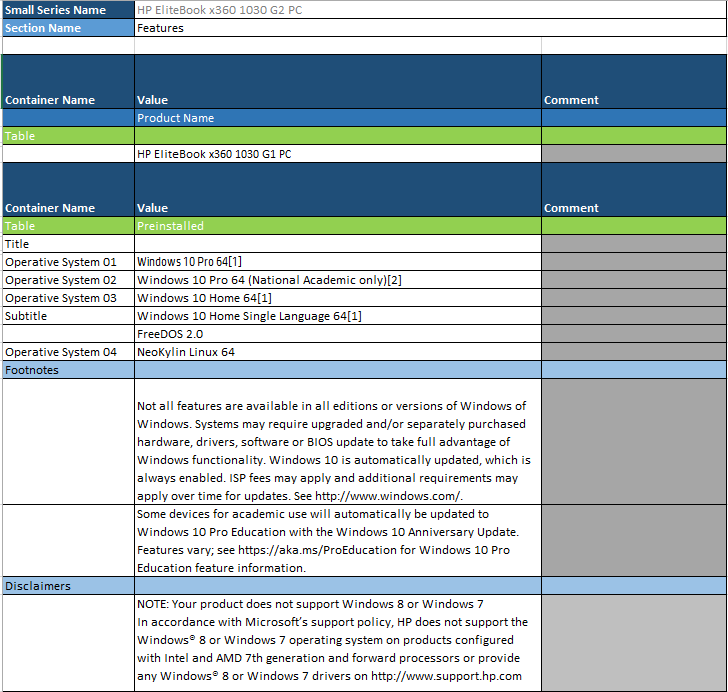 Small Series Name HP EliteBook x360 1030 G2 PC
Section Name Features
Container Name Value Comment
Product Name
Table
HP EliteBook x360 1030 G1 PC
Container Name Value Comment
Table Preinstalled
Title
Operative System 01 Windows 10 Pro 64[1]
Operative System 02 Windows 10 Pro 64 (National Academic only)[2]
Operative System 03 Windows 10 Home 64[1]
Subtitle Windows 10 Home Single Language 64[1]
FreeDOS 2.0
Operative System 04 NeoKylin Linux 64
Footnotes
Not all features are available in all editions or versions of Windows of
Windows. Systems may require upgraded and/or separately purchased
hardware, drivers, software or BIOS update to take full advantage of
Windows functionality. Windows 10 is automatically updated, which is
always enabled. ISP fees may apply and additional requirements may
apply over time for updates. See http://www.windows.com/.
Some devices for academic use will automatically be updated to
Windows 10 Pro Education with the Windows 10 Anniversary Update.
Features vary; see https://aka.ms/ProEducation for Windows 10 Pro
Education feature information.
Disclaimers
NOTE: Your product does not support Windows 8 or Windows 7
In accordance with Microsoft’s support policy, HP does not support the
Windows® 8 or Windows 7 operating system on products configured
with Intel and AMD 7th generation and forward processors or provide
any Windows® 8 or Windows 7 drivers on http://www.support.hp.com